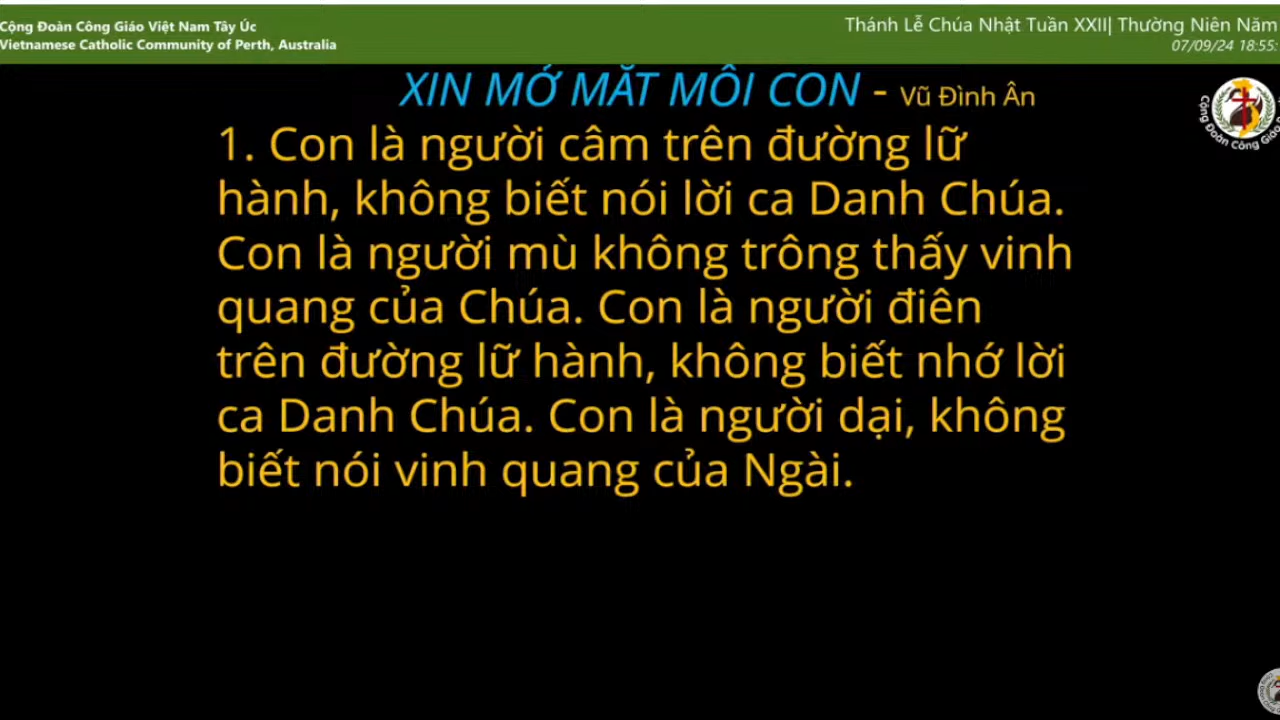 Cộng Đoàn Công Giáo Việt Nam Tây Úc
Vietnamese Catholic Community of Perth, Australia
Thánh Lễ Chúa Nhật Tuần XXII| Thường Niên Năm
07/09/24 18:55:
XIN MỞ MẮT MÔI CON - Vũ Đình Ân
1. Con là người câm trên đường lữ
hành, không biết nói lời ca Danh Chúa.
Con là người mù không trông thấy vinh
quang của Chúa. Con là người điên
trên đường lữ hành, không biết nhớ lời
ca Danh Chúa. Con là người dại, không
biết nói vinh quang của Ngài.
Cộng Đoàn Công Giáo